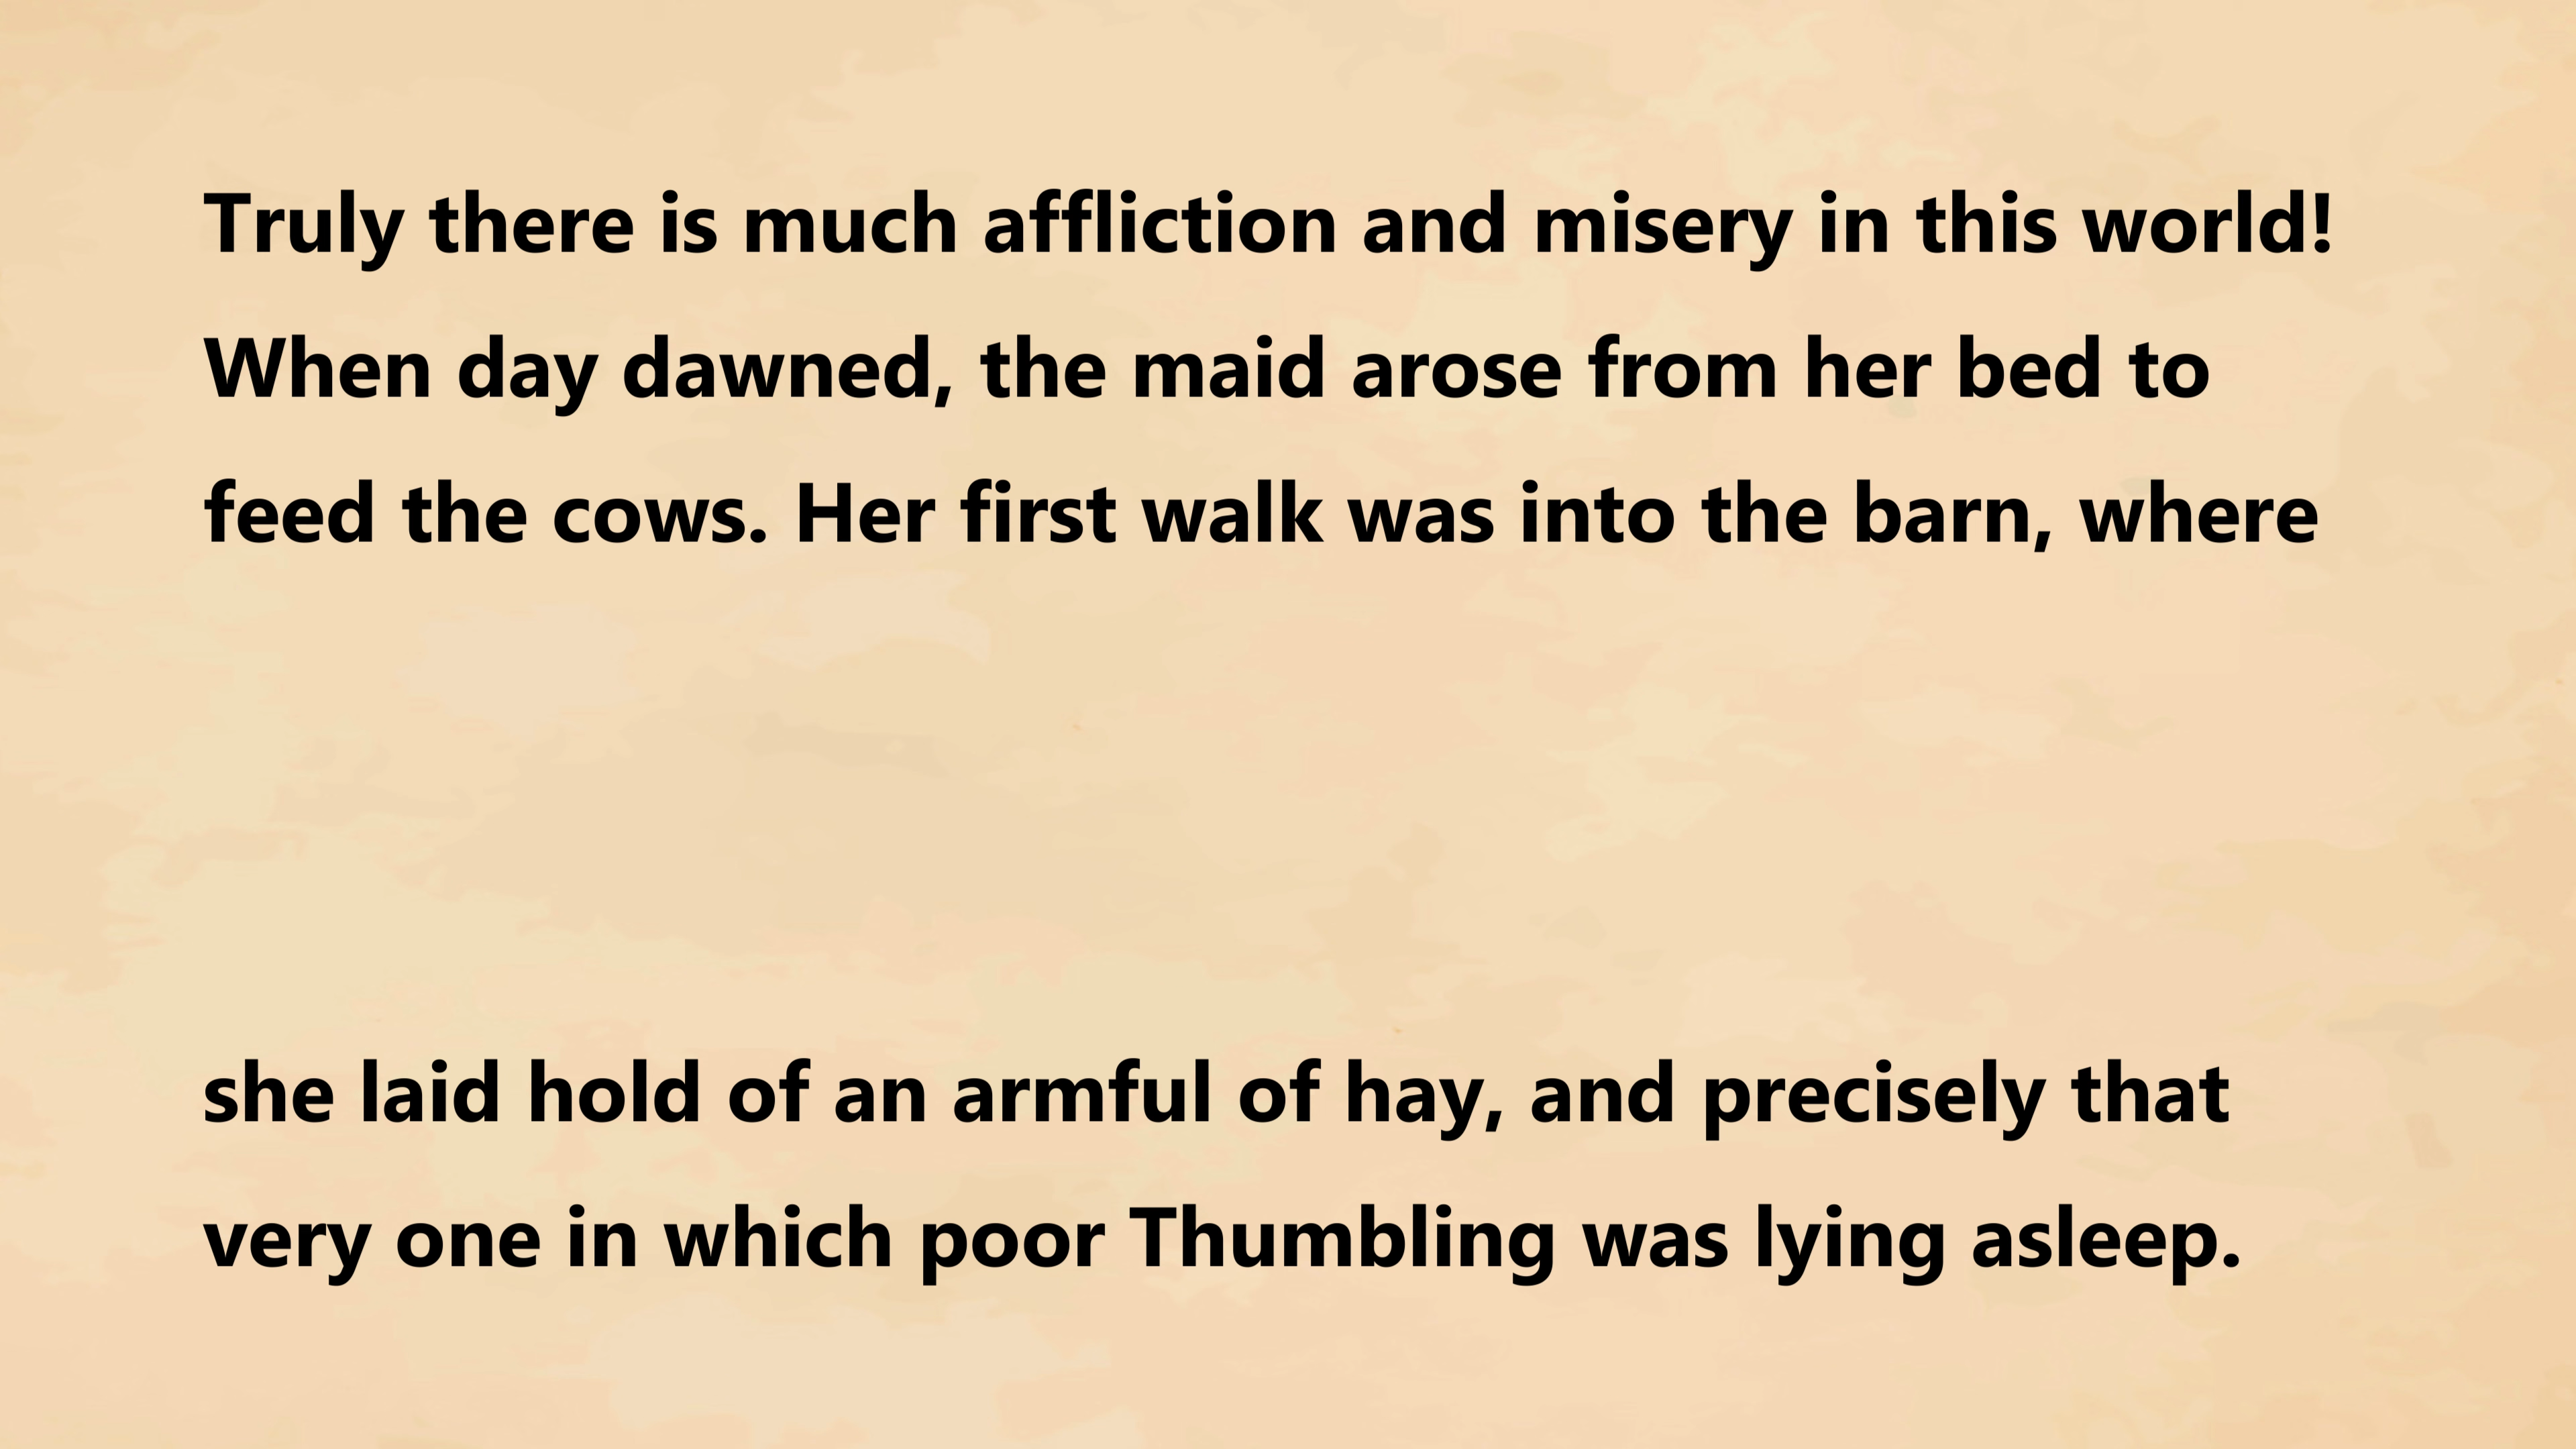 Truly there is much affliction and misery in this world!
When day dawned, the maid arose from her bed to
feed the cows. Her first walk was into the barn, where
she laid hold of an armful of hay, and precisely that
very one in which poor Thumbling was lying asleep.